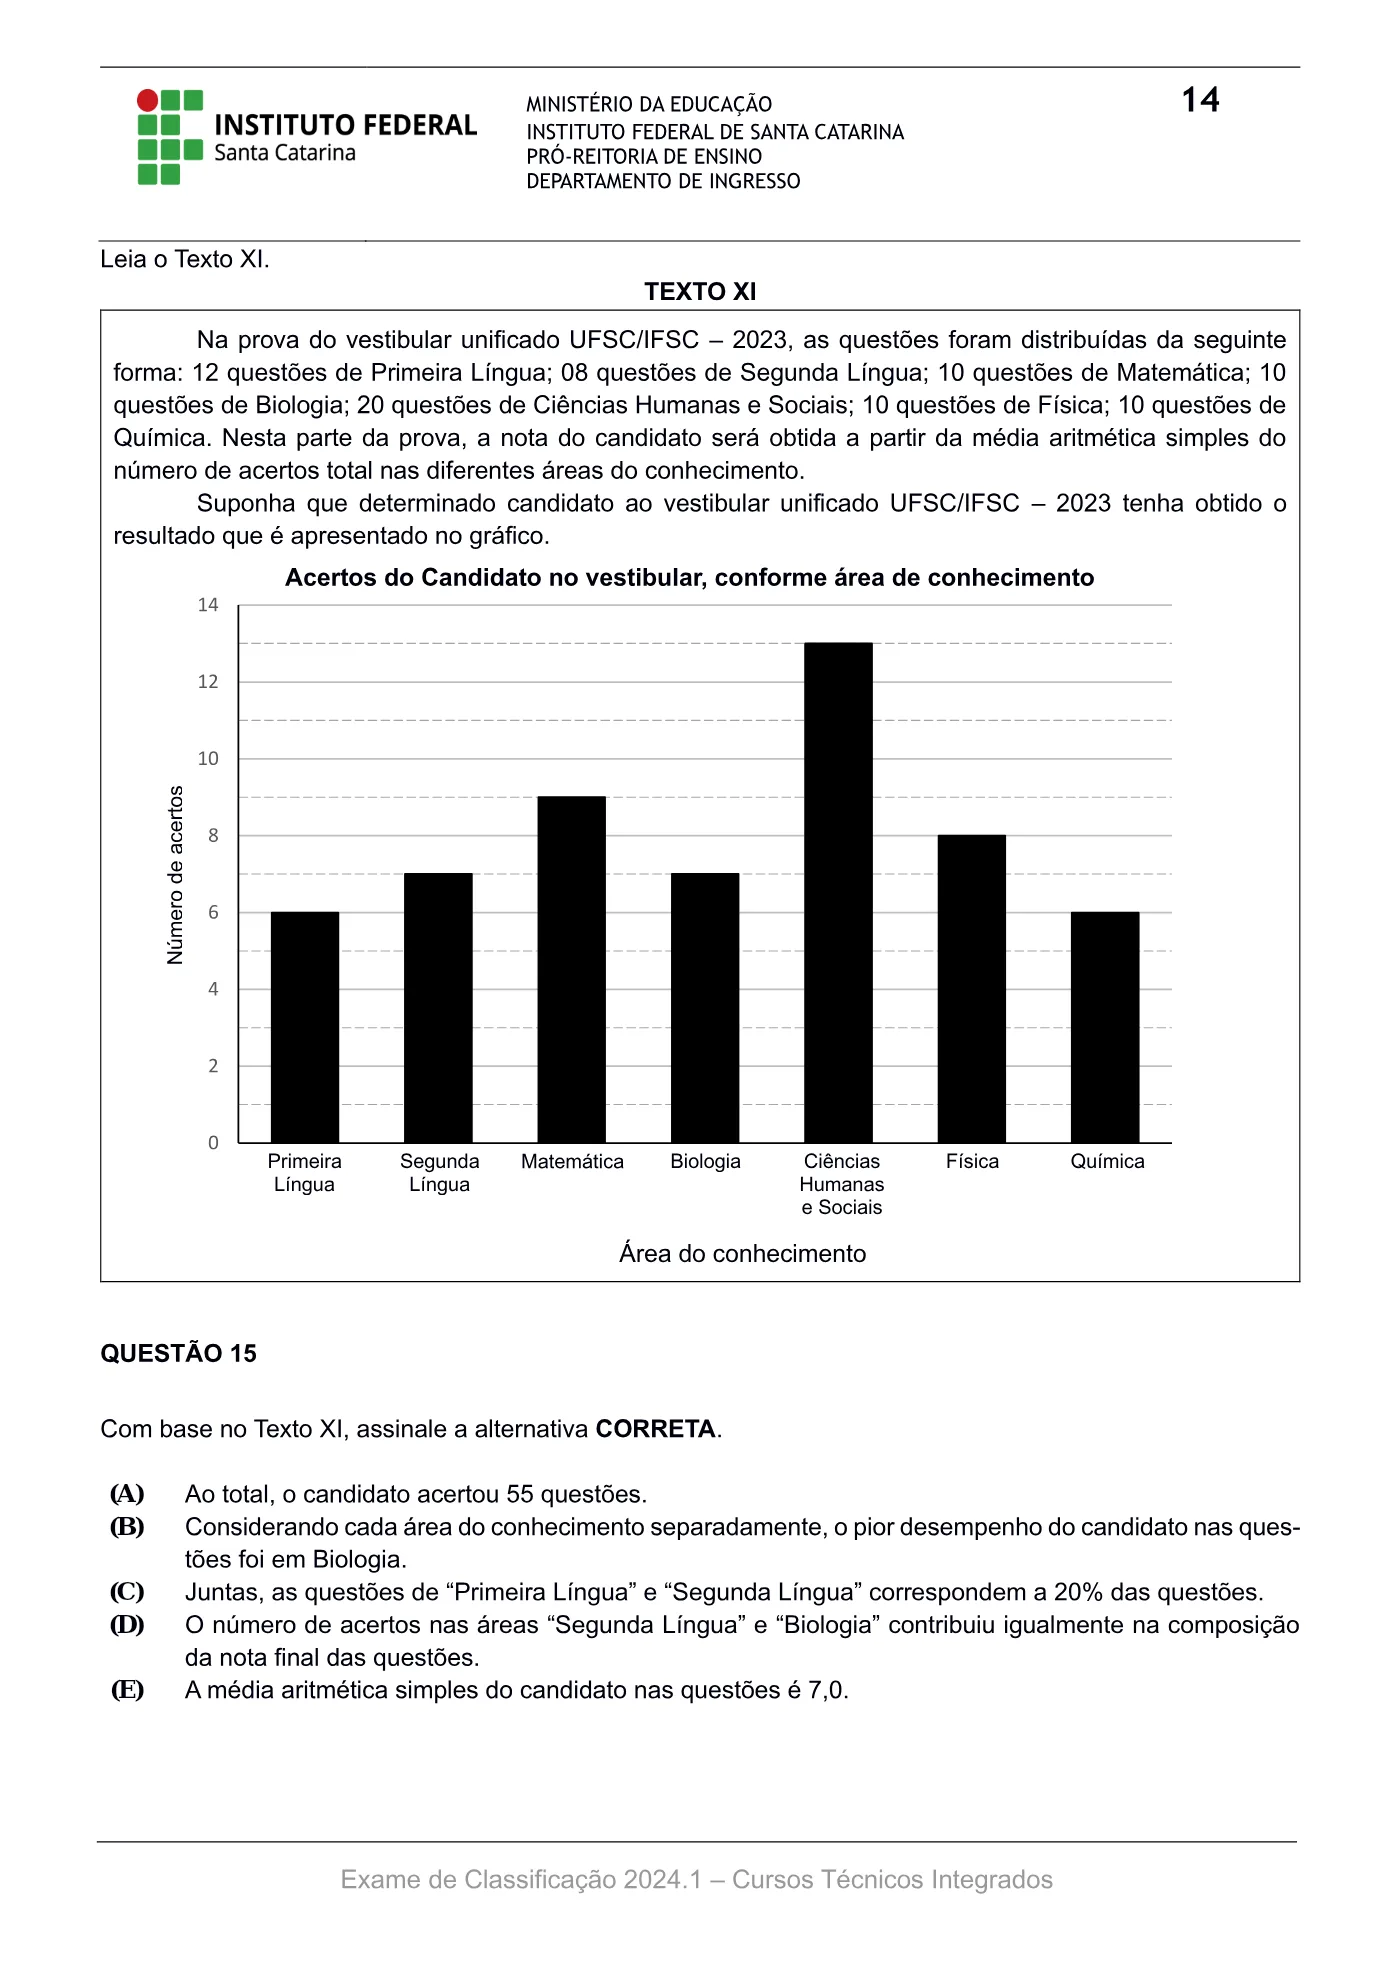 INSTITUTO FEDERAL
Santa Catarina
MINISTÉRIO DA EDUCAÇÃO
INSTITUTO FEDERAL DE SANTA CATARINA
PRÓ-REITORIA DE ENSINO
DEPARTAMENTO DE INGRESSO
14
Leia o Texto XI.
TEXTO XI
Na prova do vestibular unificado UFSC/IFSC – 2023, as questões foram distribuídas da seguinte
forma: 12 questões de Primeira Língua; 08 questões de Segunda Língua; 10 questões de Matemática; 10
questões de Biologia; 20 questões de Ciências Humanas e Sociais; 10 questões de Física; 10 questões de
Química. Nesta parte da prova, a nota do candidato será obtida a partir da média aritmética simples do
número de acertos total nas diferentes áreas do conhecimento.
Suponha que determinado candidato ao vestibular unificado UFSC/IFSC – 2023 tenha obtido o
resultado que é apresentado no gráfico.
Acertos do Candidato no vestibular, conforme área de conhecimento
14
12
10
8
6
4
2
0
Número de acertos
Primeira
Língua
Segunda
Língua
Matemática
Biologia
Ciências
Humanas
e Sociais
Física
Química
Área do conhecimento
QUESTÃO 15
Com base no Texto XI, assinale a alternativa CORRETA.
(A) Ao total, o candidato acertou 55 questões.
(B) Considerando cada área do conhecimento separadamente, o pior desempenho do candidato nas ques-
tões foi em Biologia.
(C) Juntas, as questões de “Primeira Língua” e “Segunda Língua” correspondem a 20% das questões.
(D) O número de acertos nas áreas “Segunda Língua” e “Biologia” contribuiu igualmente na composição
da nota final das questões.
(E) A média aritmética simples do candidato nas questões é 7,0.
Exame de Classificação 2024.1 – Cursos Técnicos Integrados